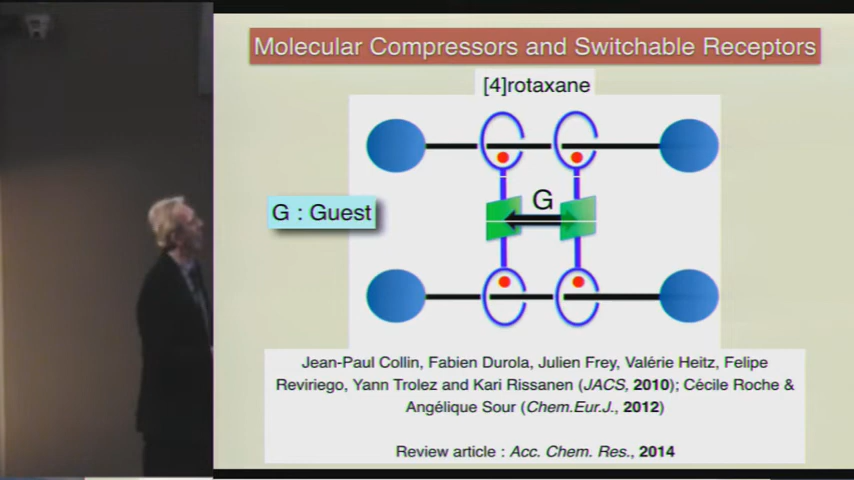 Molecular Compressors and Switchable Receptors
[4]rotaxane
G
G : Guest
Jean-Paul Collin, Fabien Durola, Julien Frey, Valérie Heitz, Felipe
Reviriego, Yann Trolez and Kari Rissanen (JACS, 2010); Cécile Roche &
Angélique Sour (Chem.Eur.J., 2012)
Review article : Acc. Chem. Res., 2014